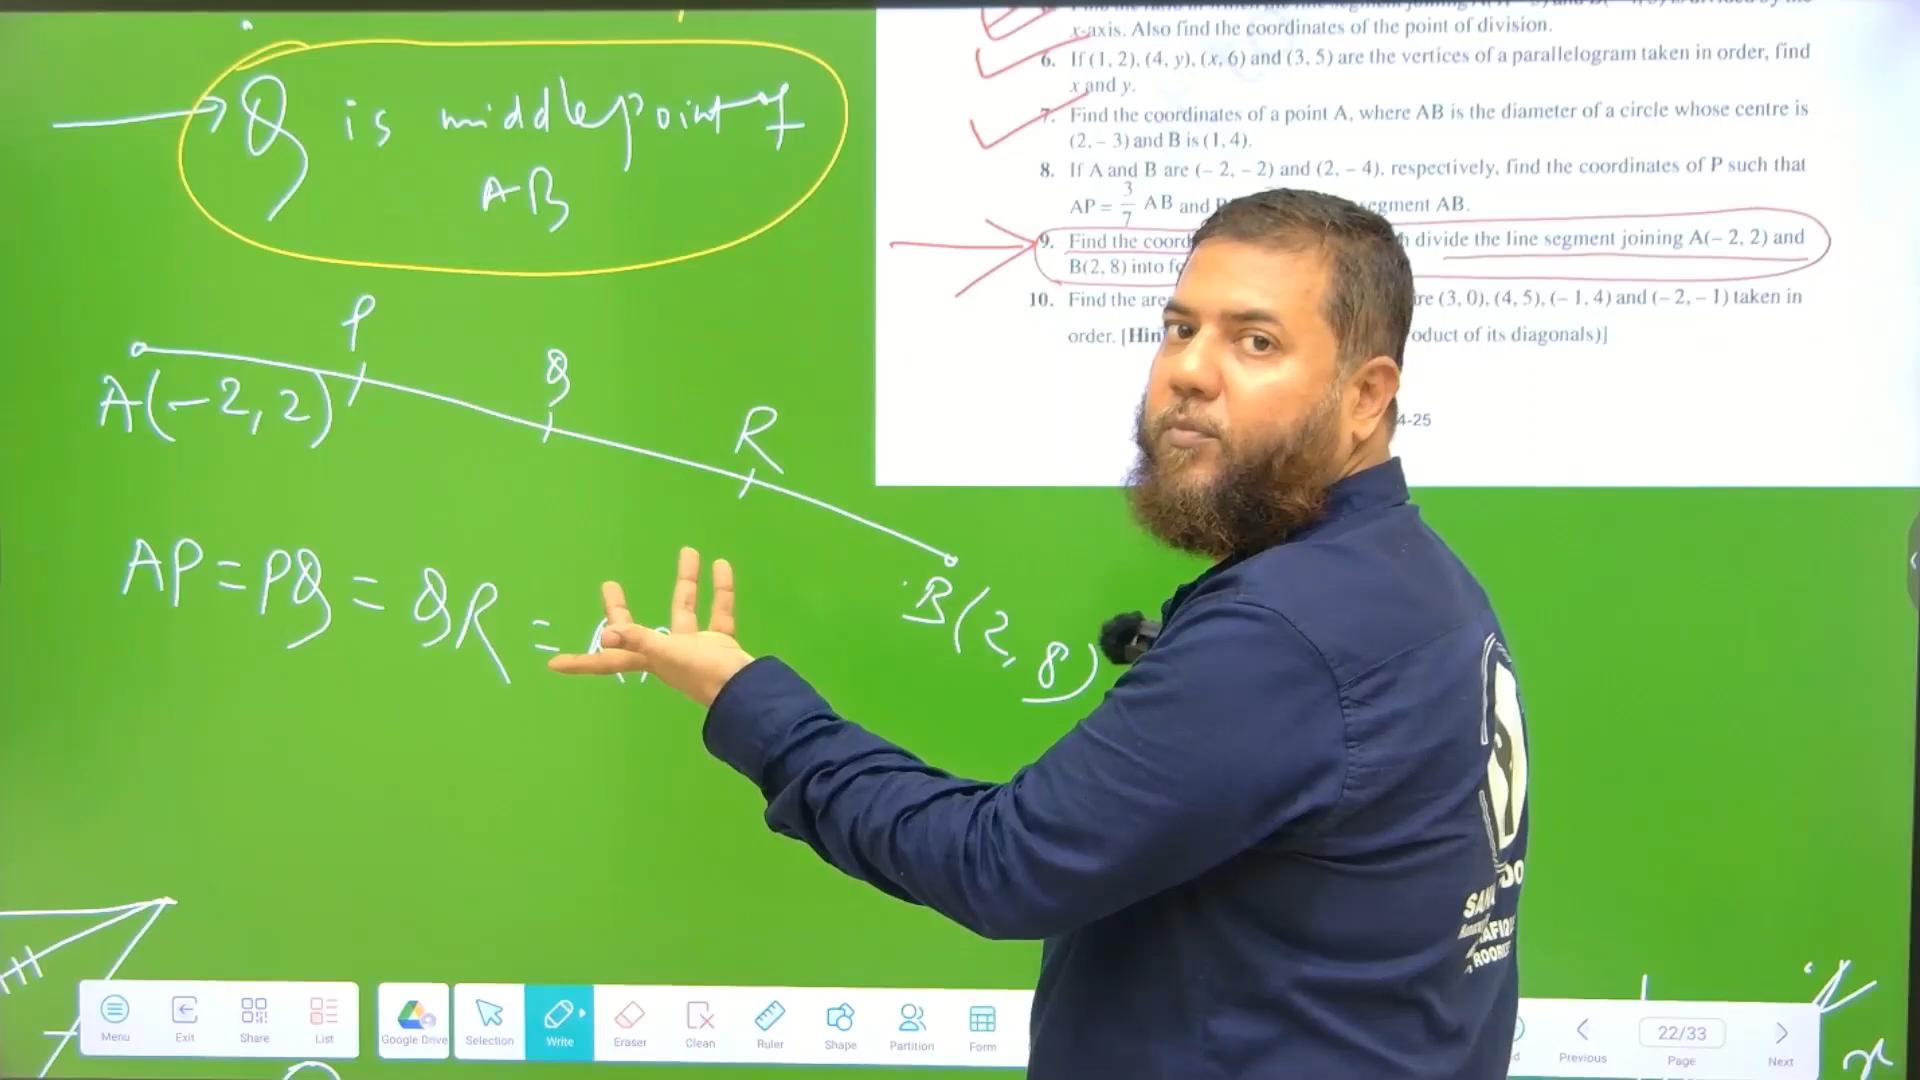 Q is middle point of
AB
P
Q
R
A(-2,2)
B(2,8)
AP = PQ = QR =
x-axis. Also find the coordinates of the point of division.
6. If (1, 2), (4, y), (x, 6) and (3, 5) are the vertices of a parallelogram taken in order, find
x and y.
7. Find the coordinates of a point A, where AB is the diameter of a circle whose centre is
(2, – 3) and B is (1, 4).
8. If A and B are (– 2, – 2) and (2, – 4), respectively, find the coordinates of P such that
AP = 3/7 AB and segment AB.
9. Find the divide the line segment joining A(– 2, 2) and
B(2, 8) into
10. Find the (3, 0), (4, 5), (– 1, 4) and (– 2, – 1) taken in
order. [Hin of its diagonals)]
4-25
Menu
Exit
Share
List
Google Drive
Selection
Write
Eraser
Clean
Ruler
Shape
Partition
Form
Previous
22/33
Page
Next
x